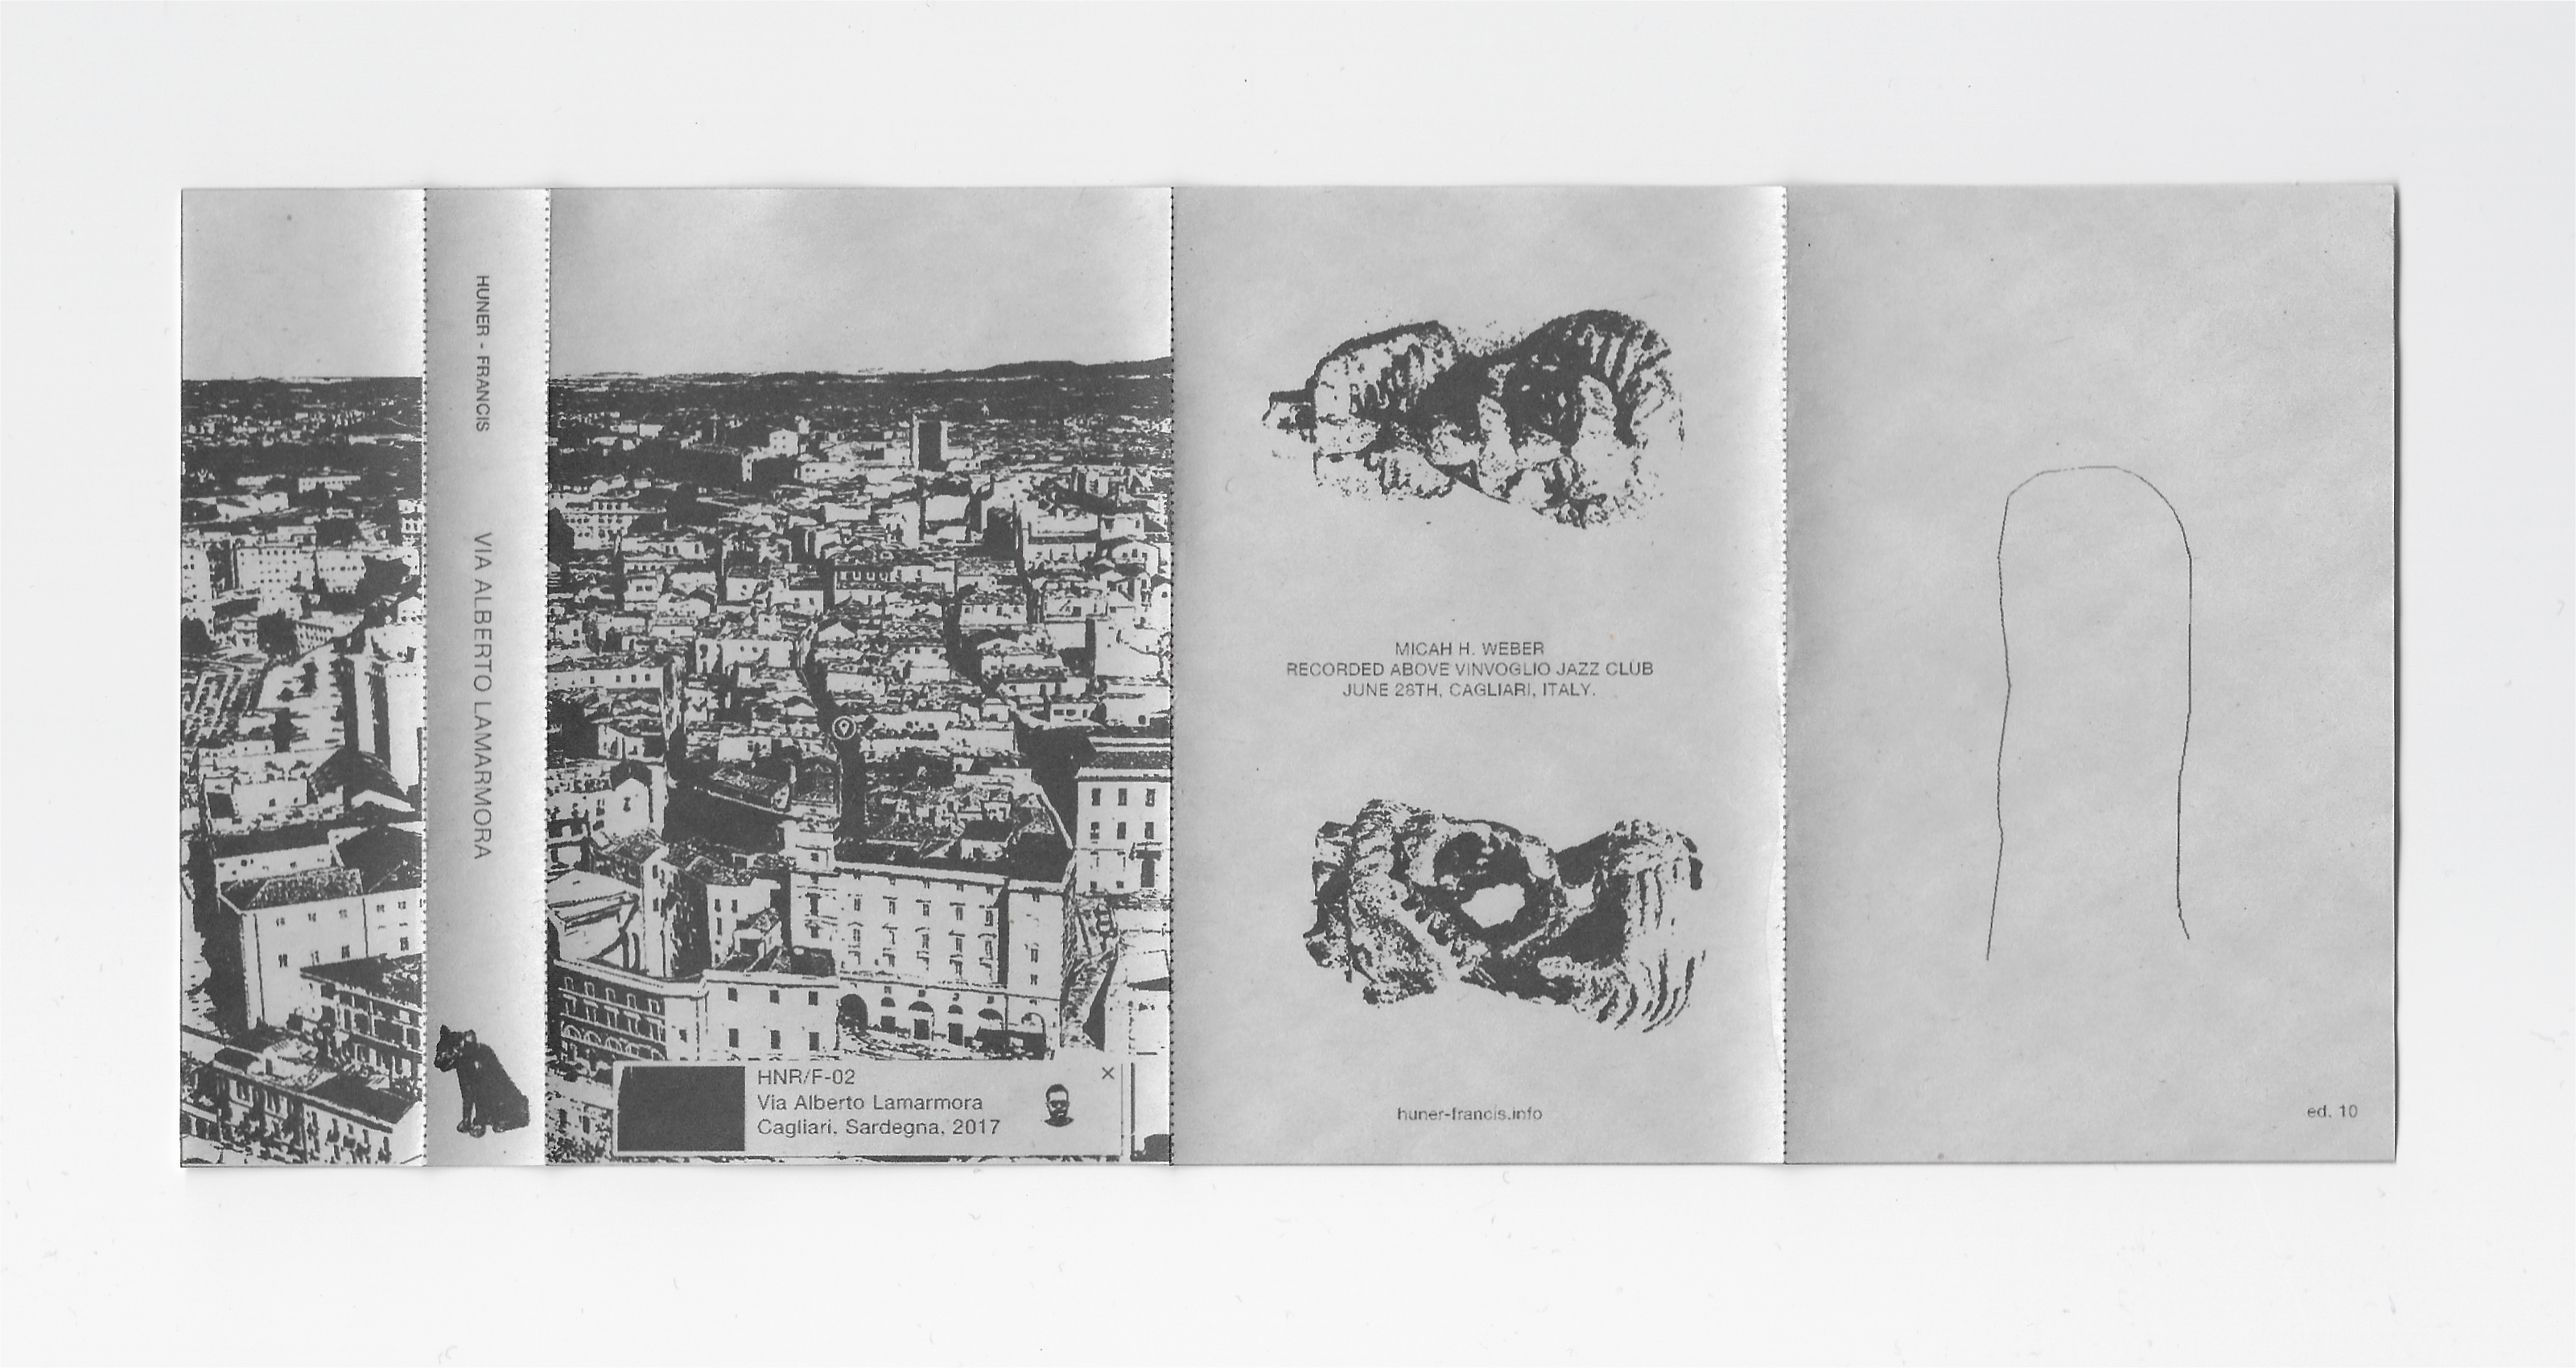 HUNER - FRANCIS
VIA ALBERTO LAMARMORA
HNR/F-02
Via Alberto Lamarmora
Cagliari, Sardegna, 2017
MICAH H. WEBER
RECORDED ABOVE VINVOGLIO JAZZ CLUB
JUNE 28TH, CAGLIARI, ITALY.
huner-francis.info
ed. 10